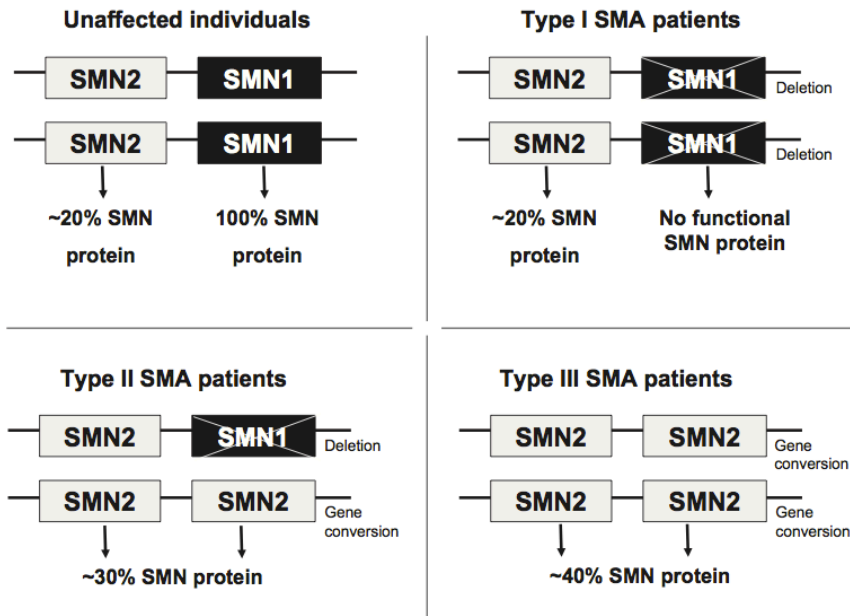 Unaffected individuals
SMN2
SMN1
SMN2
SMN1
~20% SMN
protein
100% SMN
protein
Type I SMA patients
SMN2
SMN1
Deletion
SMN2
SMN1
Deletion
~20% SMN
protein
No functional
SMN protein
Type II SMA patients
SMN2
SMN1
Deletion
SMN2
SMN2
Gene
conversion
~30% SMN protein
Type III SMA patients
SMN2
SMN2
Gene
conversion
SMN2
SMN2
Gene
conversion
~40% SMN protein